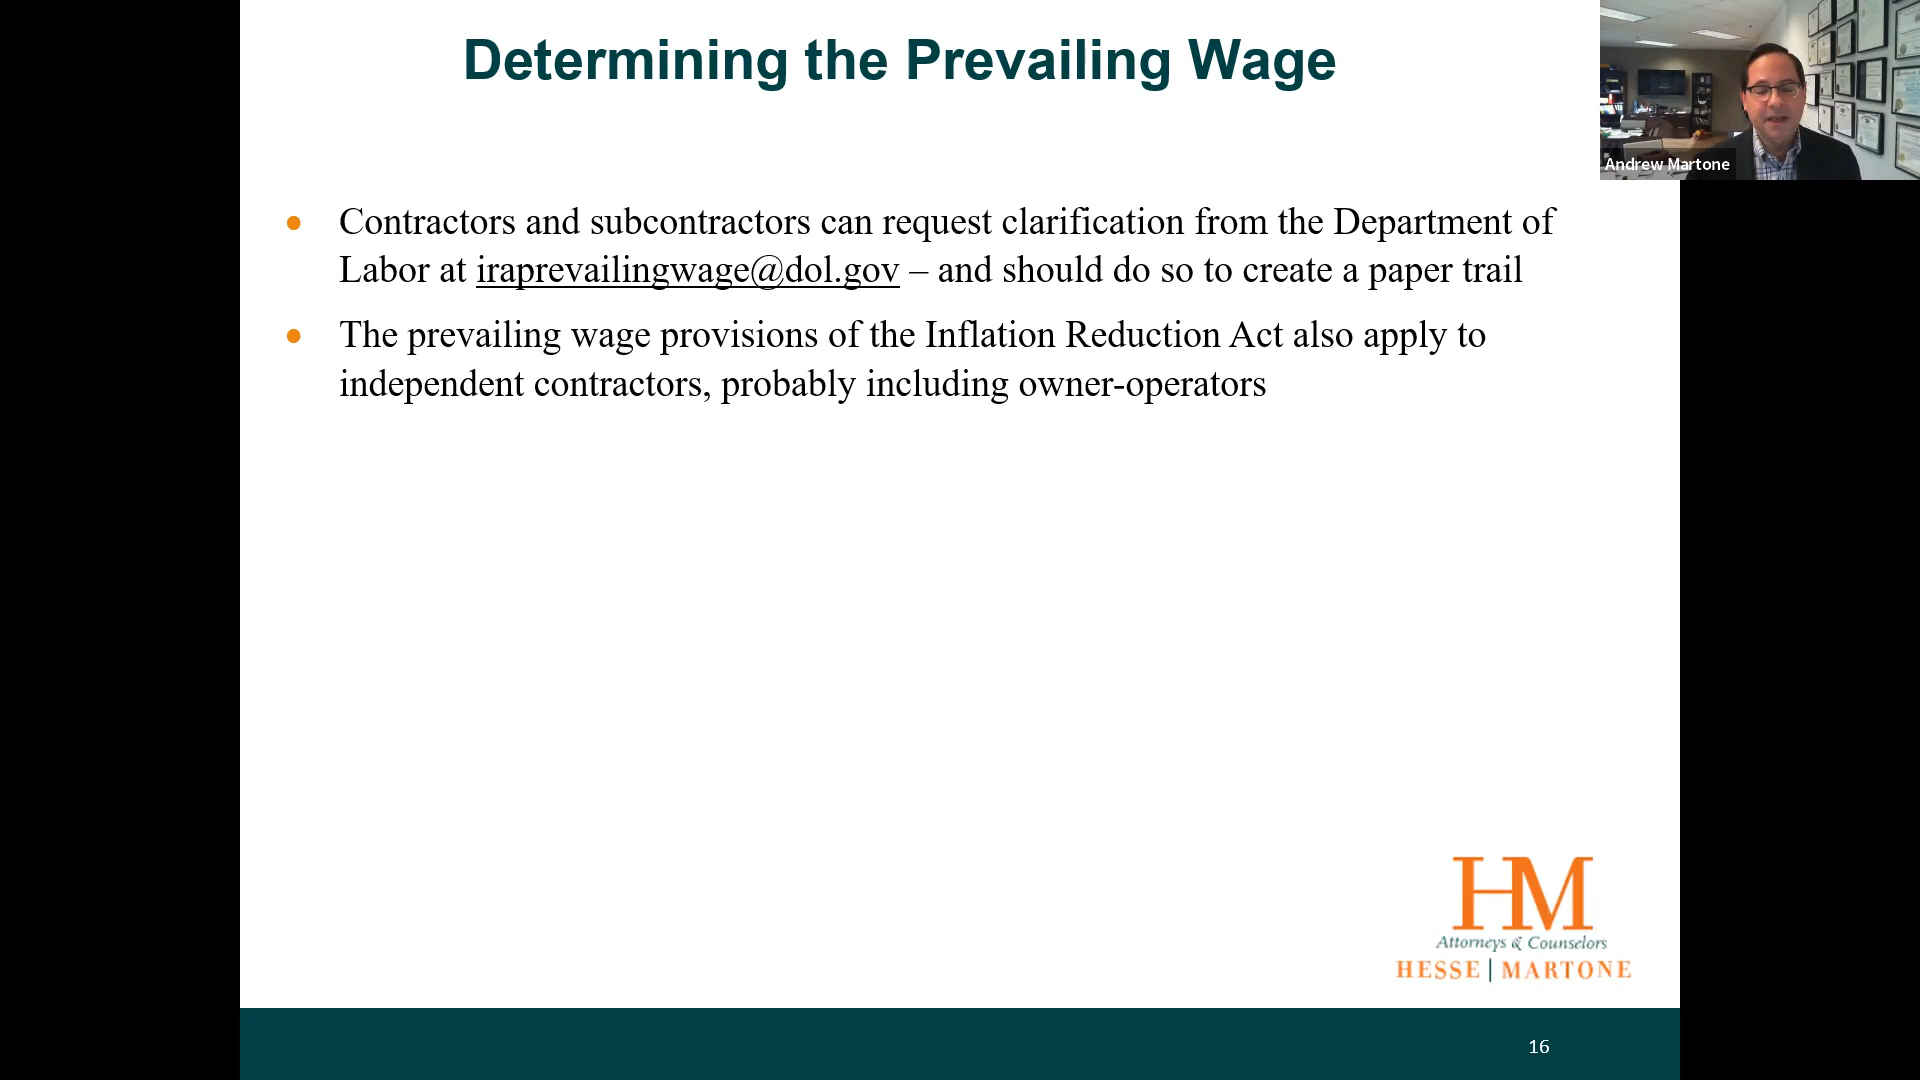 Determining the Prevailing Wage
Andrew Martone
Contractors and subcontractors can request clarification from the Department of
Labor at iraprevailingwage@dol.gov – and should do so to create a paper trail
The prevailing wage provisions of the Inflation Reduction Act also apply to
independent contractors, probably including owner-operators
HM
Attorneys & Counselors
HESSE | MARTONE
16